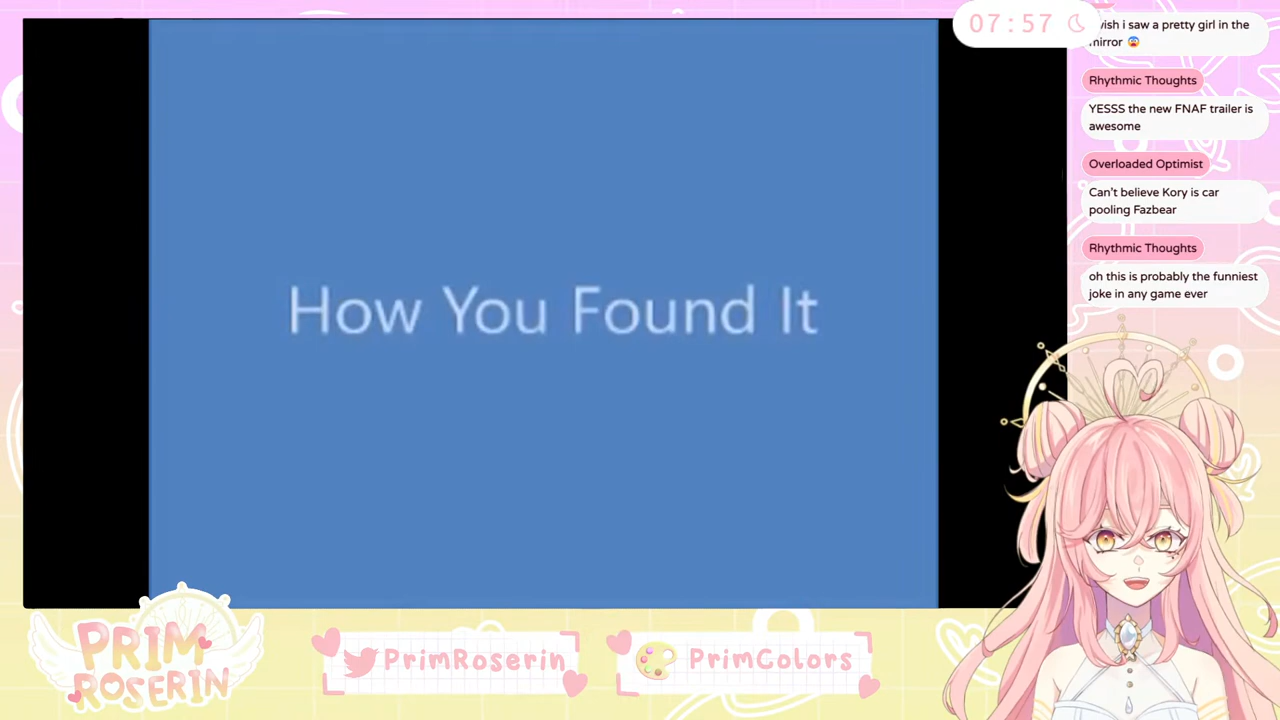 07:57
wish i saw a pretty girl in the
mirror 😨
Rhythmic Thoughts
YESSS the new FNAF trailer is
awesome
Overloaded Optimist
Can't believe Kory is car
pooling Fazbear
Rhythmic Thoughts
oh this is probably the funniest
joke in any game ever
How You Found It
PRIM
ROSERIN
PrimRoserin
PrimColors